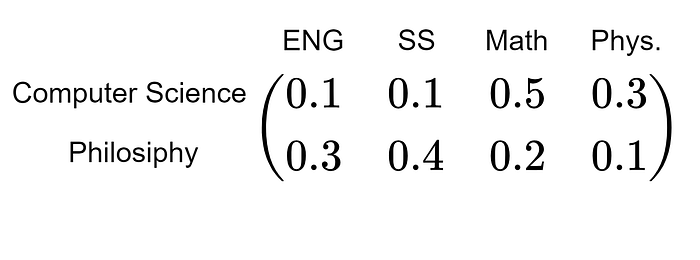 ENG SS Math Phys.
Computer Science 0.1 0.1 0.5 0.3
Philosiphy 0.3 0.4 0.2 0.1